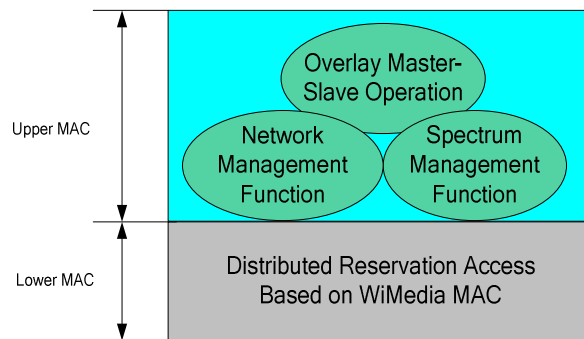 Overlay Master-
Slave Operation
Upper MAC
Network
Management
Function
Spectrum
Management
Function
Lower MAC
Distributed Reservation Access
Based on WiMedia MAC